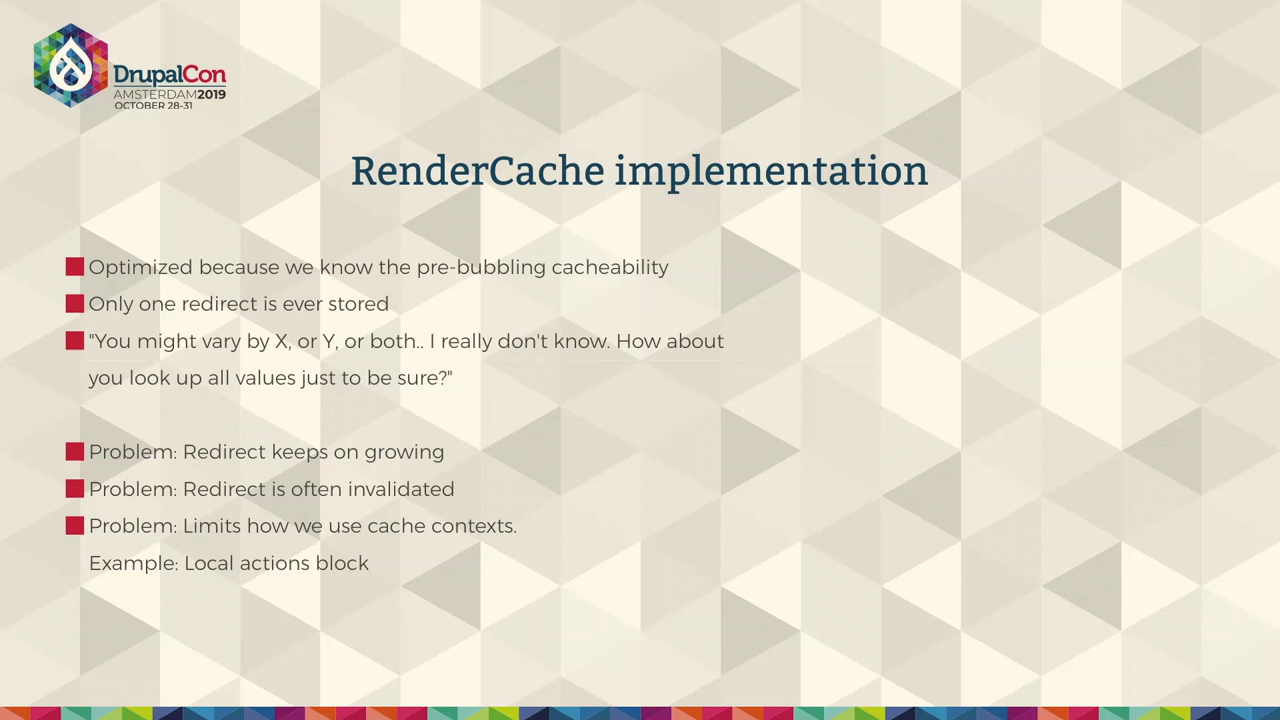 DrupalCon
AMSTERDAM2019
OCTOBER 28-31
RenderCache implementation
Optimized because we know the pre-bubbling cacheability
Only one redirect is ever stored
"You might vary by X, or Y, or both.. I really don't know. How about
you look up all values just to be sure?"
Problem: Redirect keeps on growing
Problem: Redirect is often invalidated
Problem: Limits how we use cache contexts.
Example: Local actions block